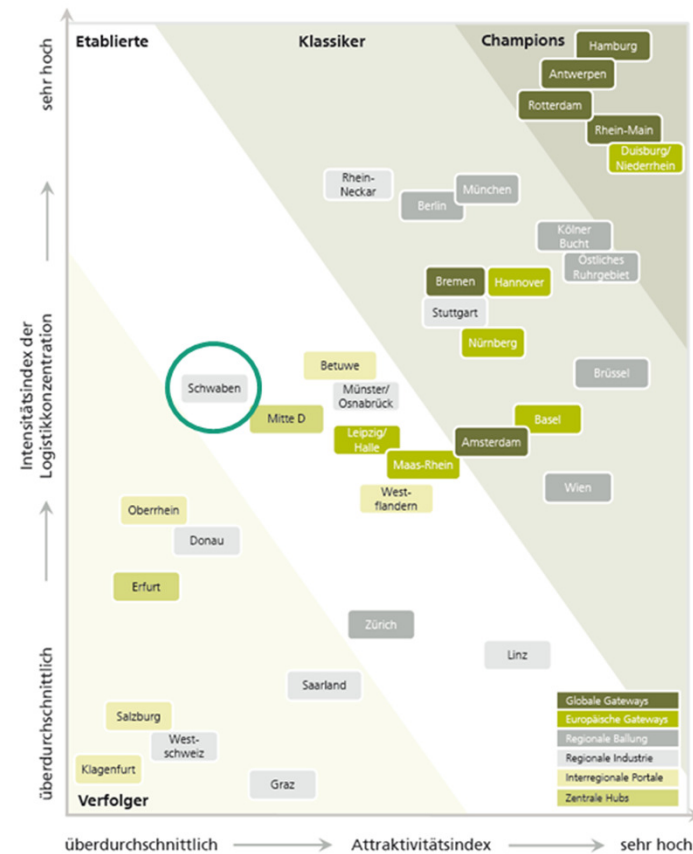 Etablierte
Klassiker
Champions
Hamburg
Antwerpen
Rotterdam
Rhein-Main
Duisburg/
Niederrhein
Rhein-
Neckar
München
Berlin
Kölner
Bucht
Östliches
Ruhrgebiet
Bremen
Hannover
Stuttgart
Nürnberg
Betuwe
Brüssel
Schwaben
Münster/
Osnabrück
Mitte D
Basel
Leipzig/
Halle
Amsterdam
Maas-Rhein
West-
flandern
Wien
Oberrhein
Donau
Erfurt
Zürich
Linz
Saarland
Salzburg
West-
schweiz
Klagenfurt
Graz
Verfolger
Globale Gateways
Europäische Gateways
Regionale Ballung
Regionale Industrie
Interregionale Portale
Zentrale Hubs
sehr hoch
Intensitätsindex der
Logistikkonzentration
überdurchschnittlich
überdurchschnittlich
Attraktivitätsindex
sehr hoch